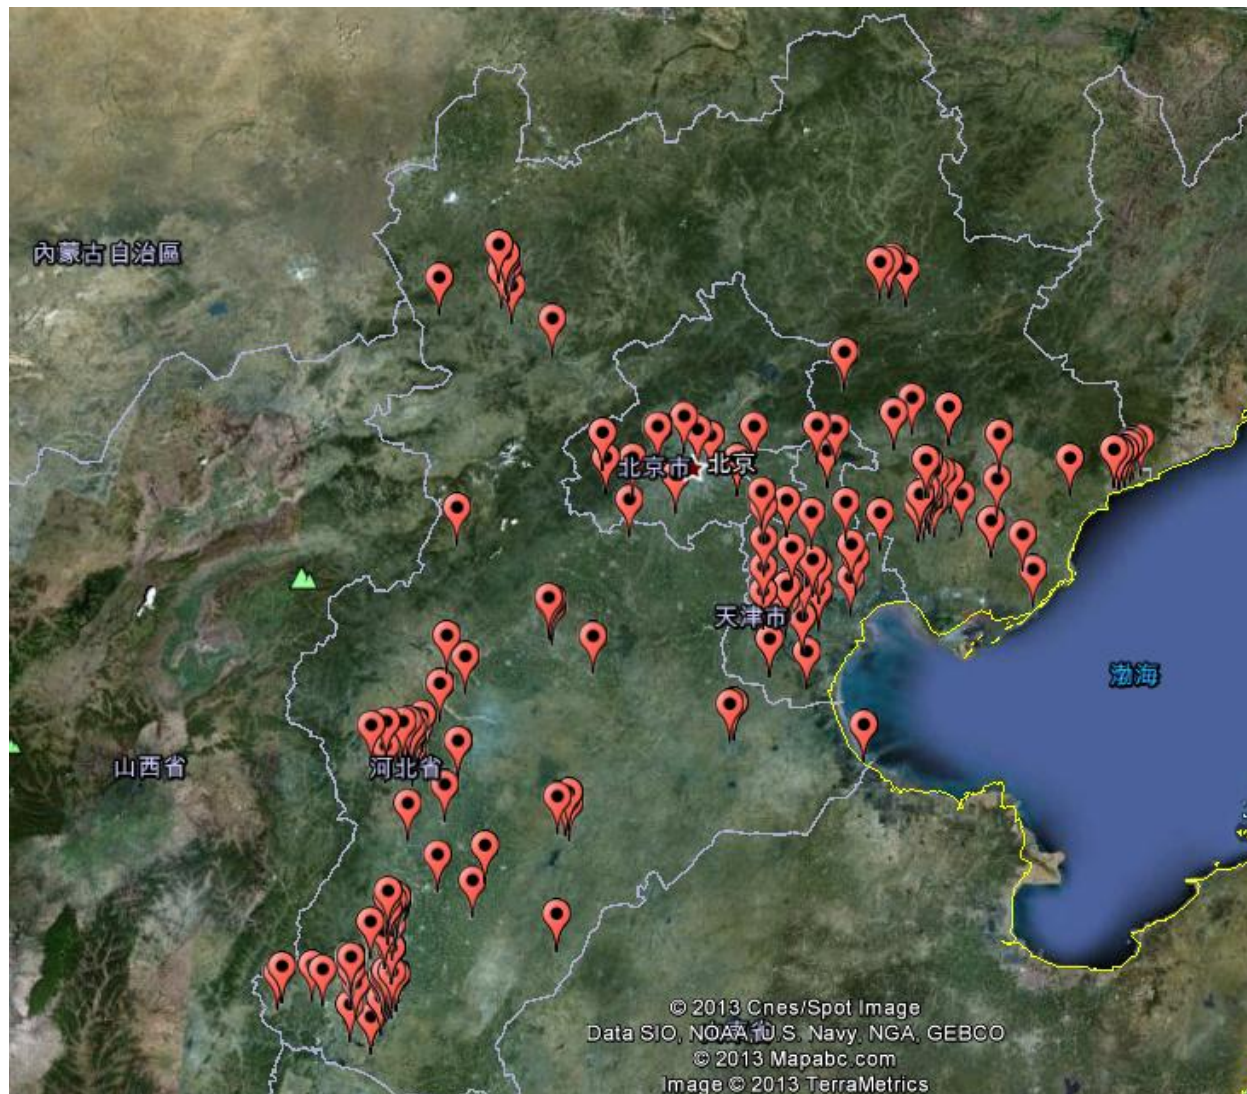 內蒙古自治區
北京市
北京
天津市
渤海
山西省
河北省
© 2013 Cnes/Spot Image
Data SIO, NOAA, U.S. Navy, NGA, GEBCO
© 2013 Mapabc.com
Image © 2013 TerraMetrics